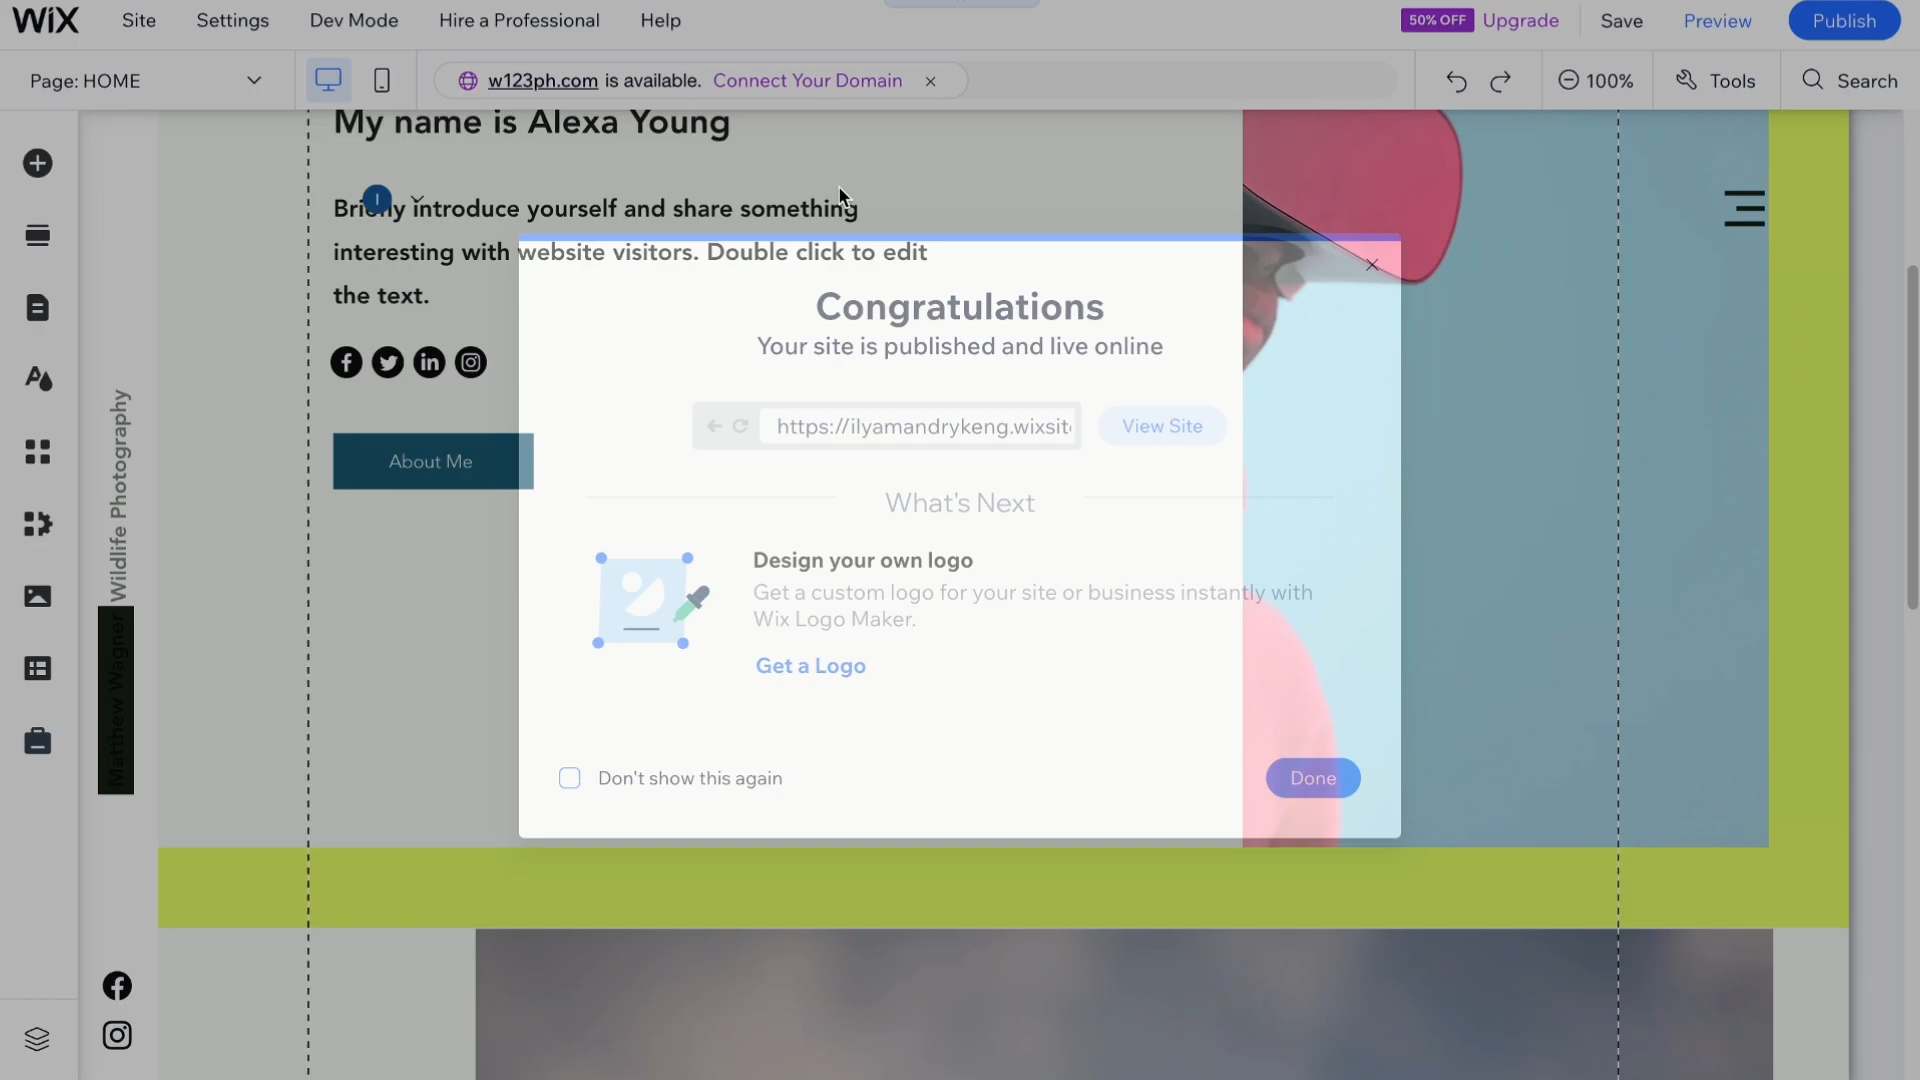 WiX Site Settings Dev Mode Hire a Professional Help 50% OFF Upgrade Save Preview Publish
Page: HOME w123ph.com is available. Connect Your Domain 100% Tools Search
My name is Alexa Young
Briefly introduce yourself and share something
interesting with website visitors. Double click to edit
the text.
About Me
Matthew Wagner Wildlife Photography
Congratulations
Your site is published and live online
https://ilyamandrykeng.wixsit
View Site
What's Next
Design your own logo
Get a custom logo for your site or business instantly with
Wix Logo Maker.
Get a Logo
Don't show this again
Done